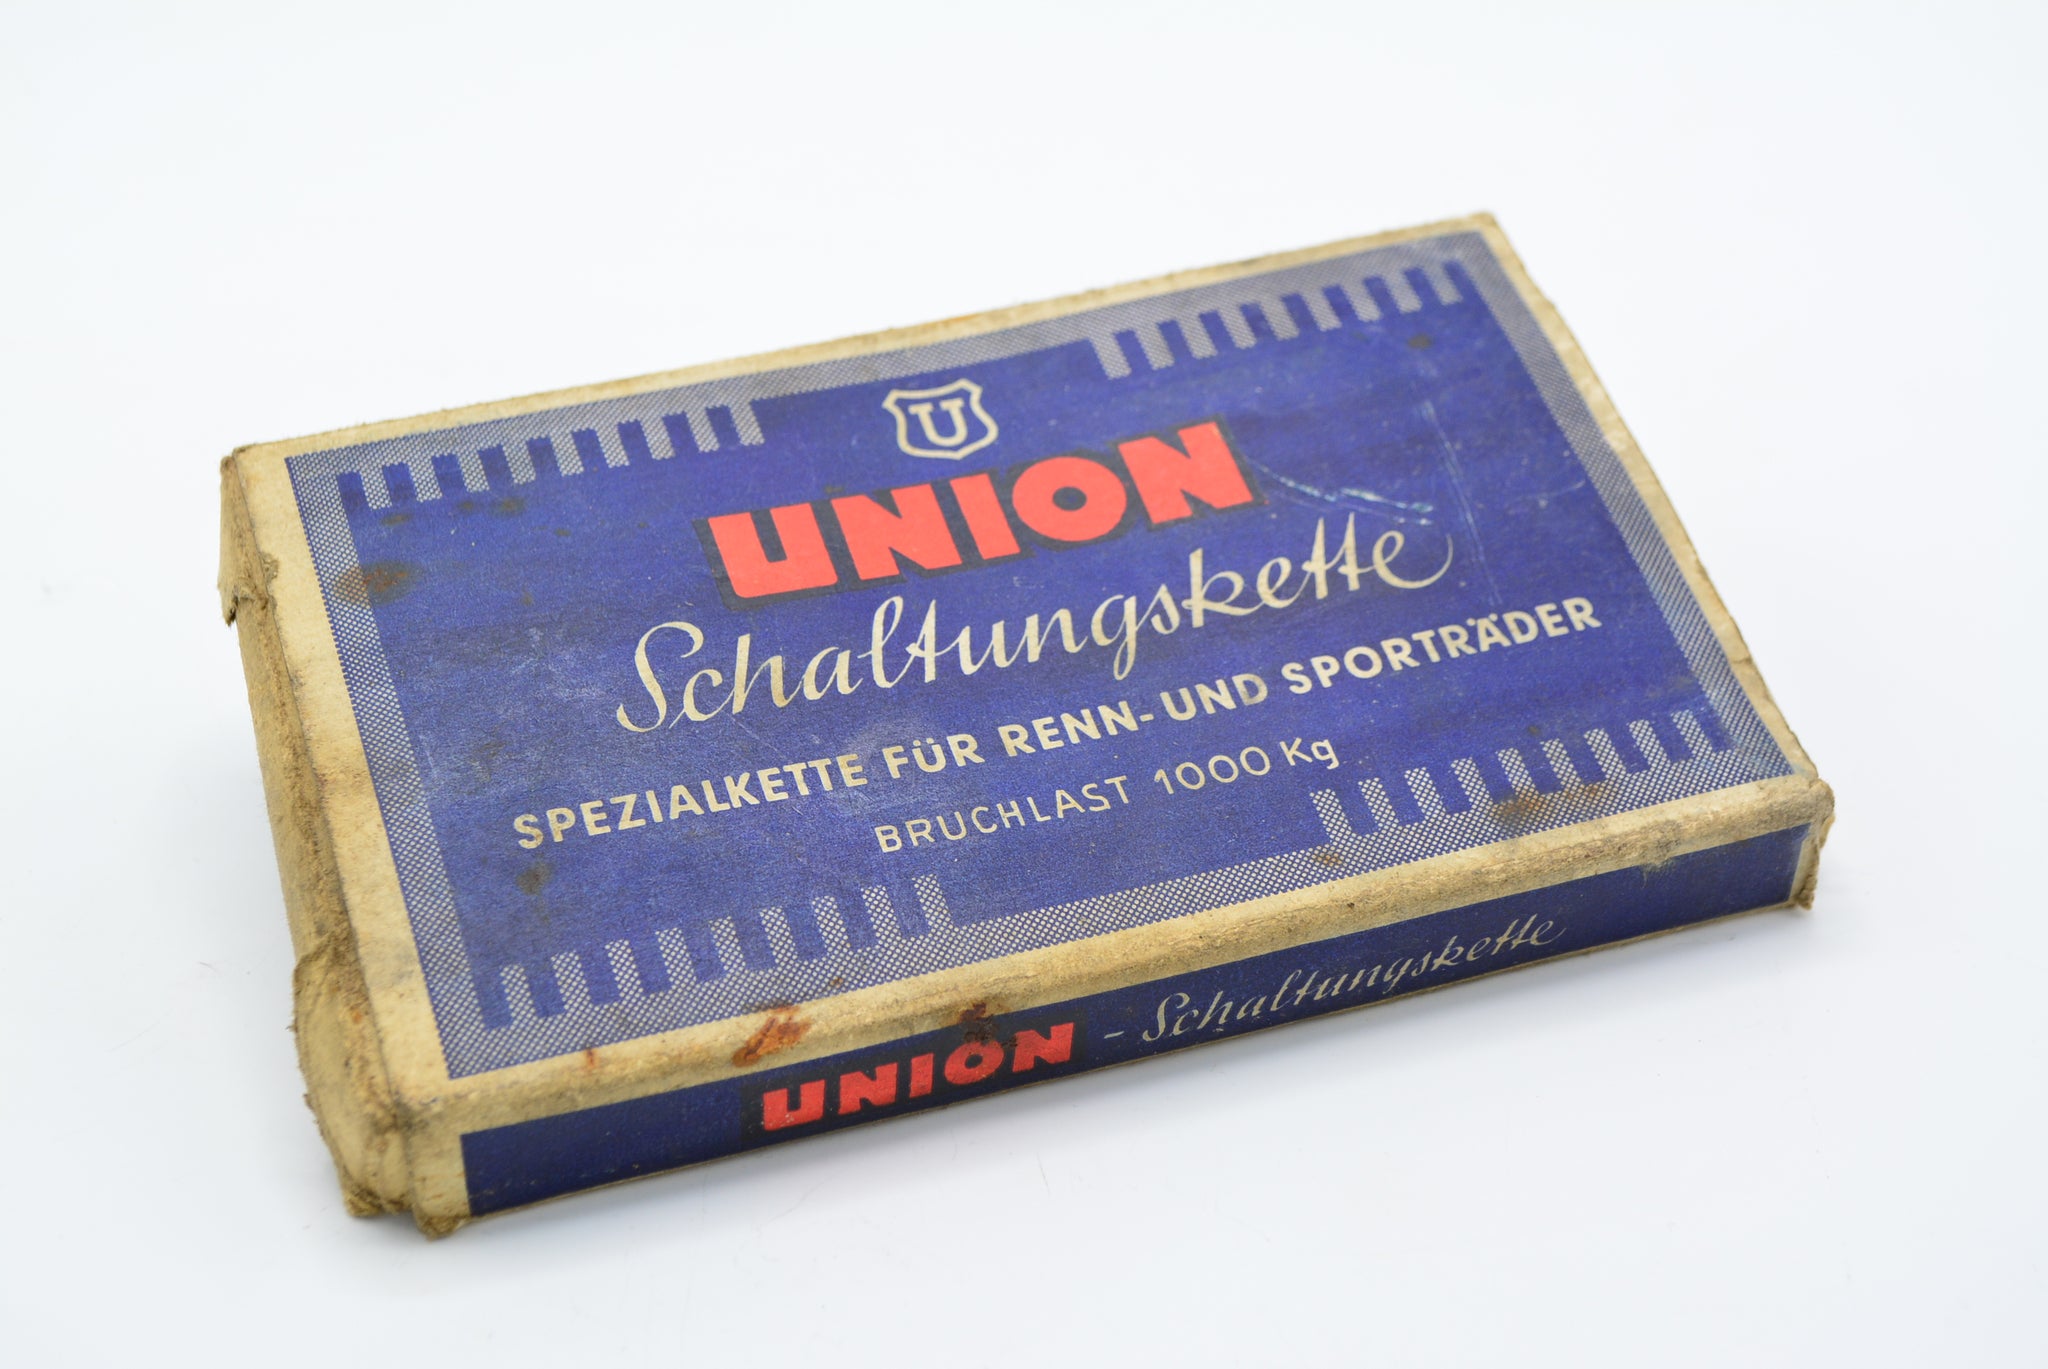 U
UNION
Schaltungskette
SPEZIALKETTE FÜR RENN- UND SPORTRÄDER
BRUCHLAST 1000 Kg
UNION - Schaltungskette